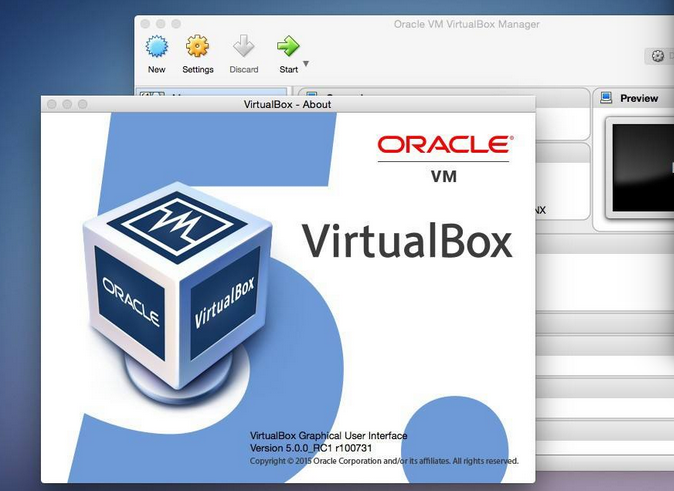 Oracle VM VirtualBox Manager
New Settings Discard Start
Preview
VirtualBox - About
ORACLE®
VM
VirtualBox
ORACLE
VirtualBox
VirtualBox Graphical User Interface
Version 5.0.0_RC1 r100731
Copyright © 2015 Oracle Corporation and/or its affiliates. All rights reserved.